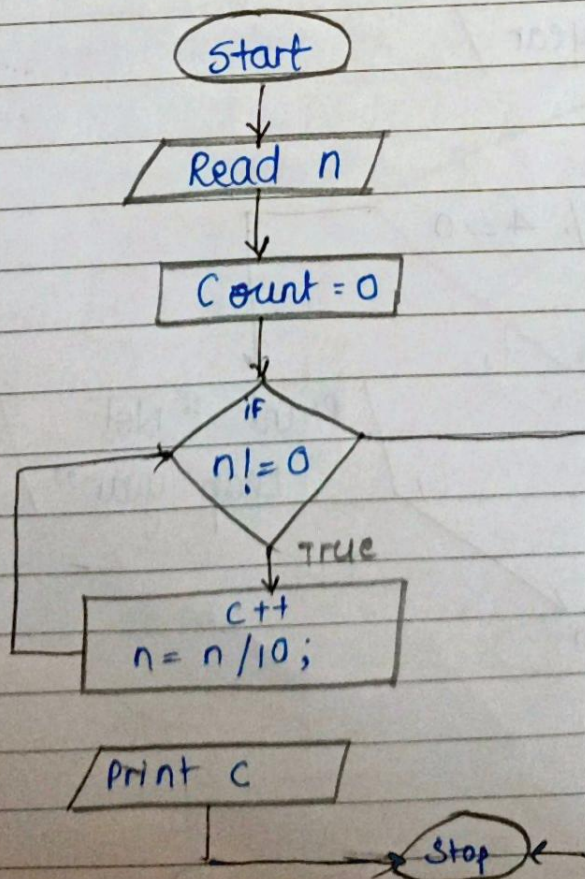 Start
Read n
Count = 0
if
n! = 0
True
C++
n = n/10;
Print C
Stop